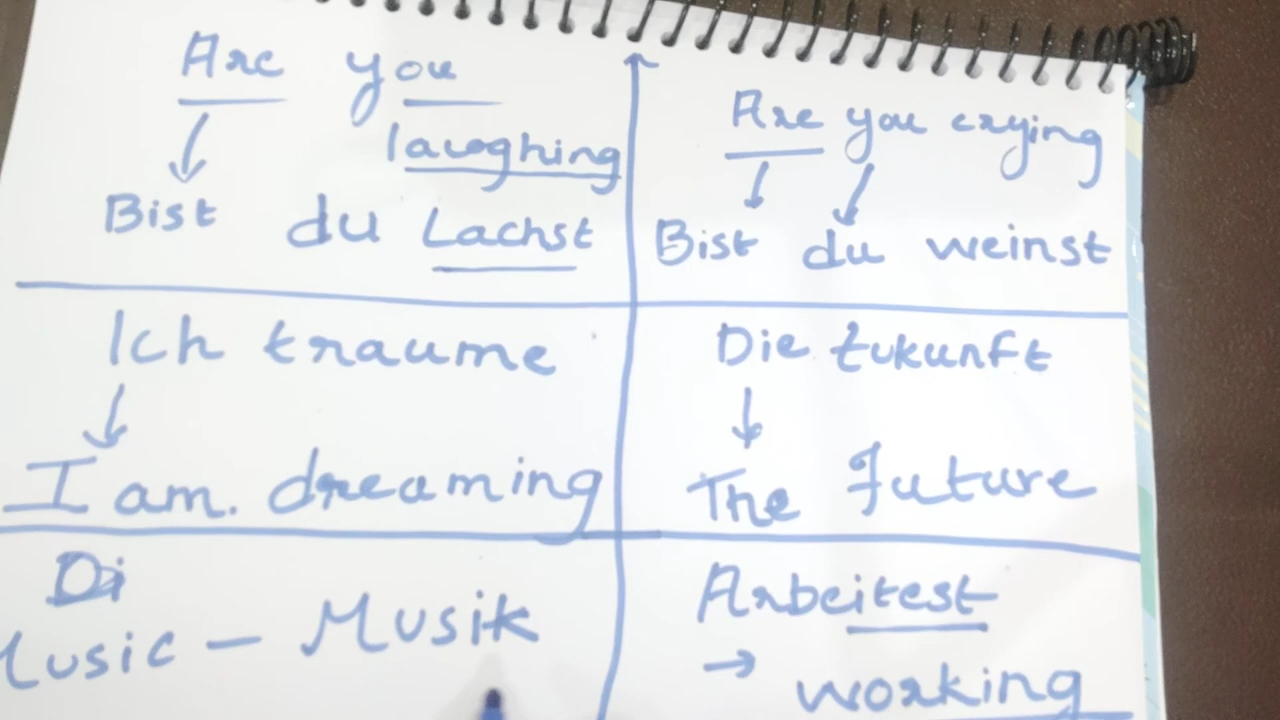 Are you
laughing
Bist du Lachst
Are you crying
Bist du weinst
Ich traume
I am. dreaming
Die zukunft
The Future
Di
Music - Musik
Arbeitest
working